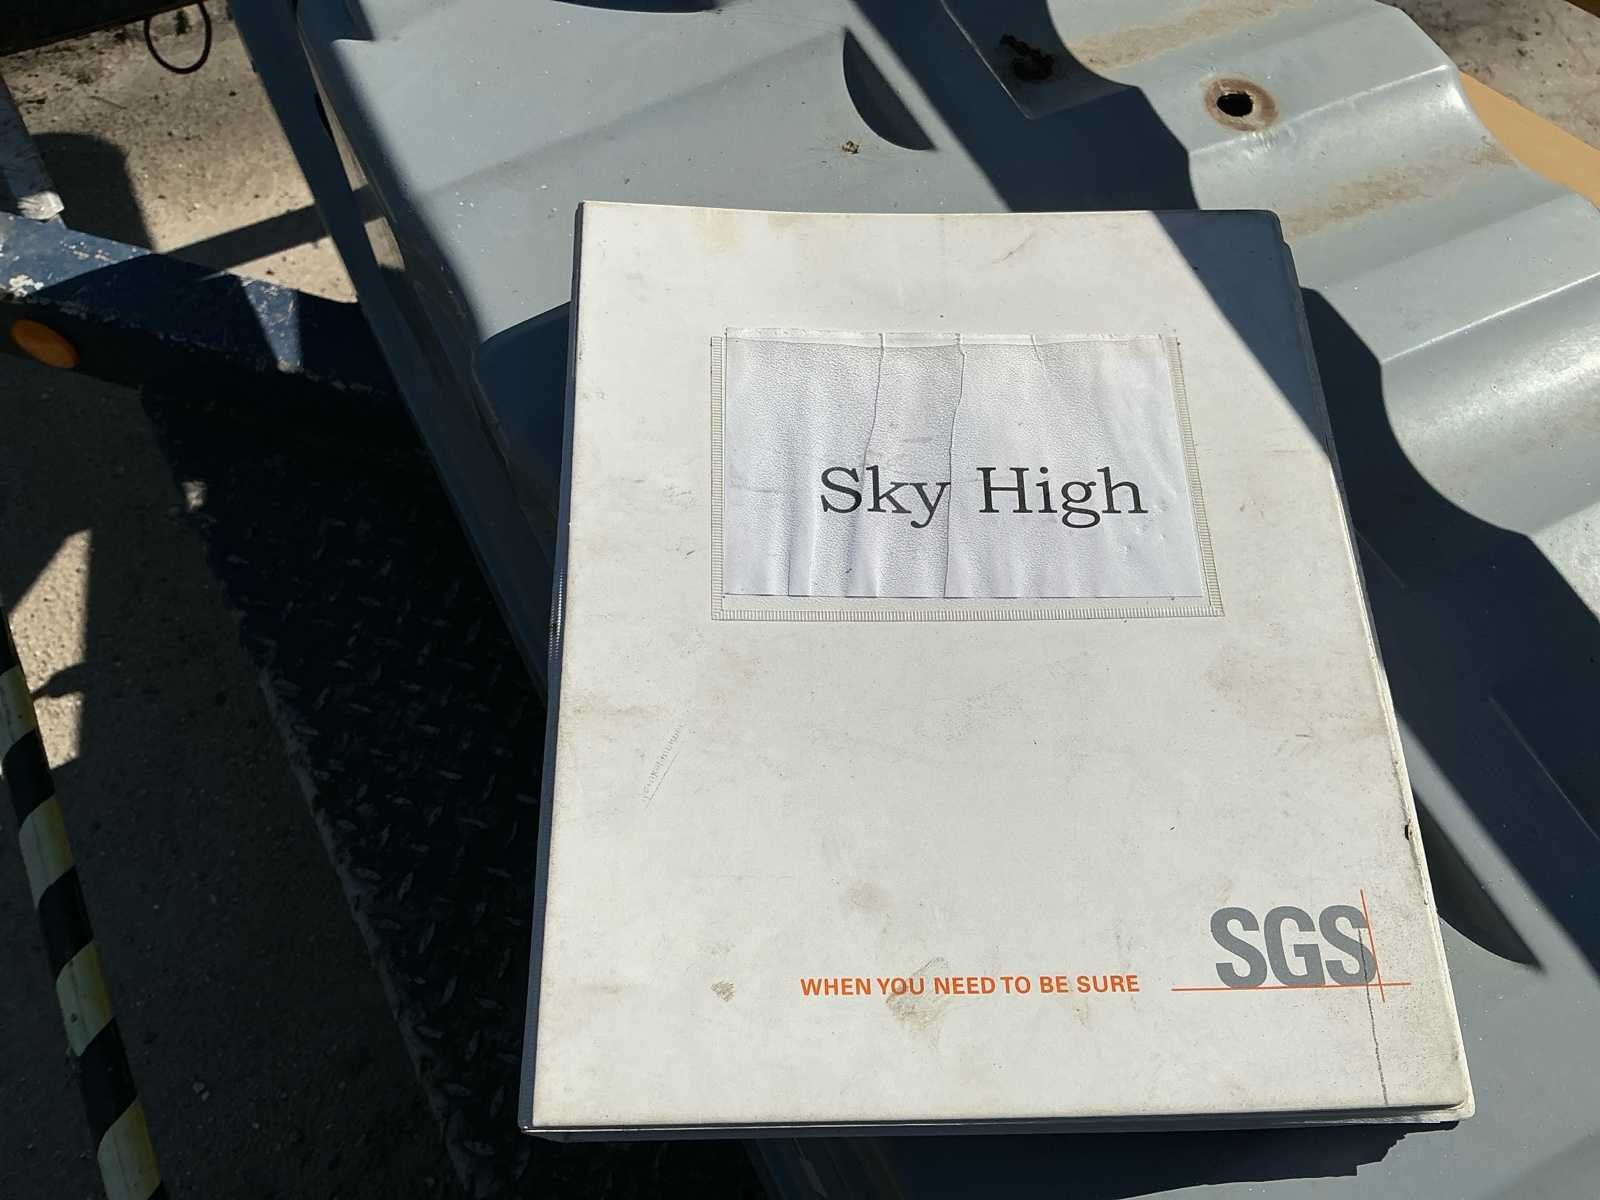 Sky High
SGS
WHEN YOU NEED TO BE SURE